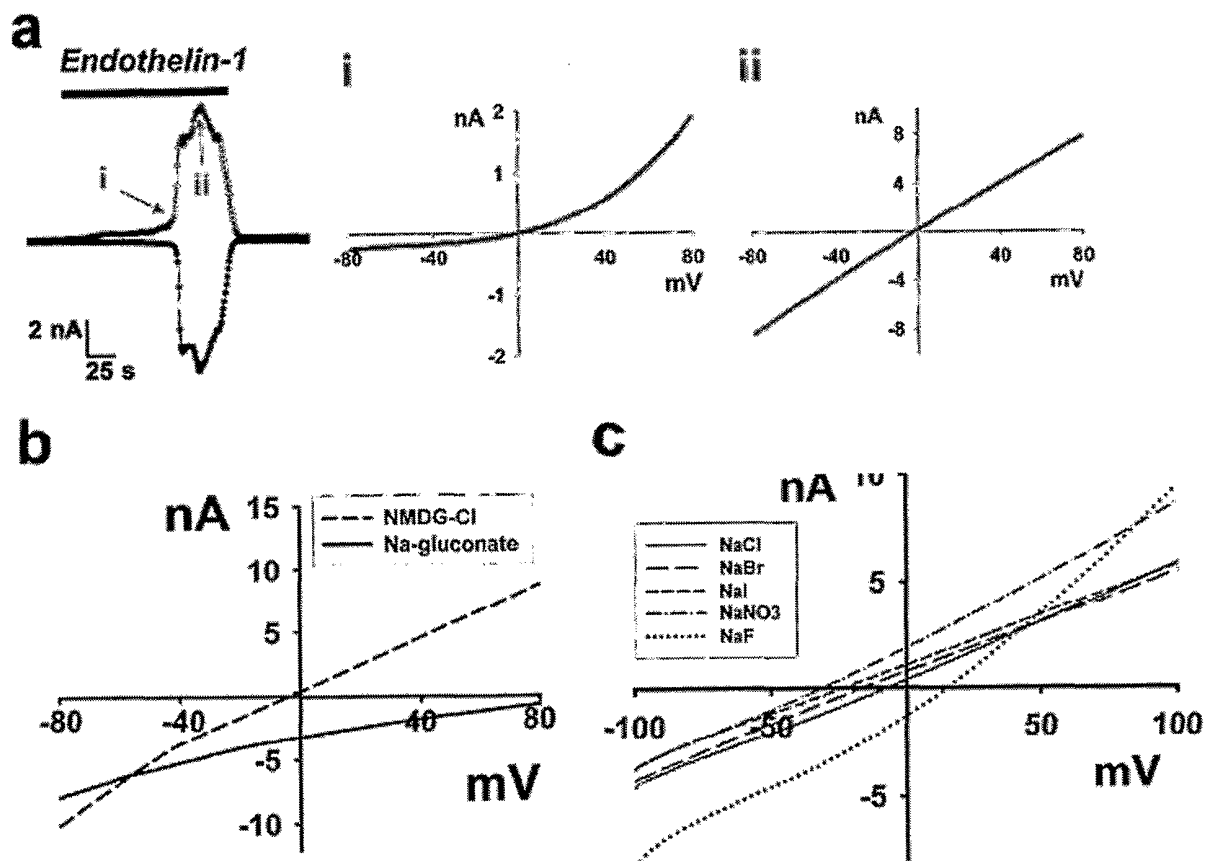 a
Endothelin-1
i
ii
2 nA
25 s
i
nA
2
1
-80
-40
40
80
mV
-1
-2
ii
nA
8
4
-80
-40
40
80
mV
-4
-8
b
nA
15
10
5
-80
-40
40
80
-5
-10
mV
NMDG-Cl
Na-gluconate
c
nA
10
5
-100
-50
50
100
mV
-5
NaCl
NaBr
NaI
NaNO3
NaF